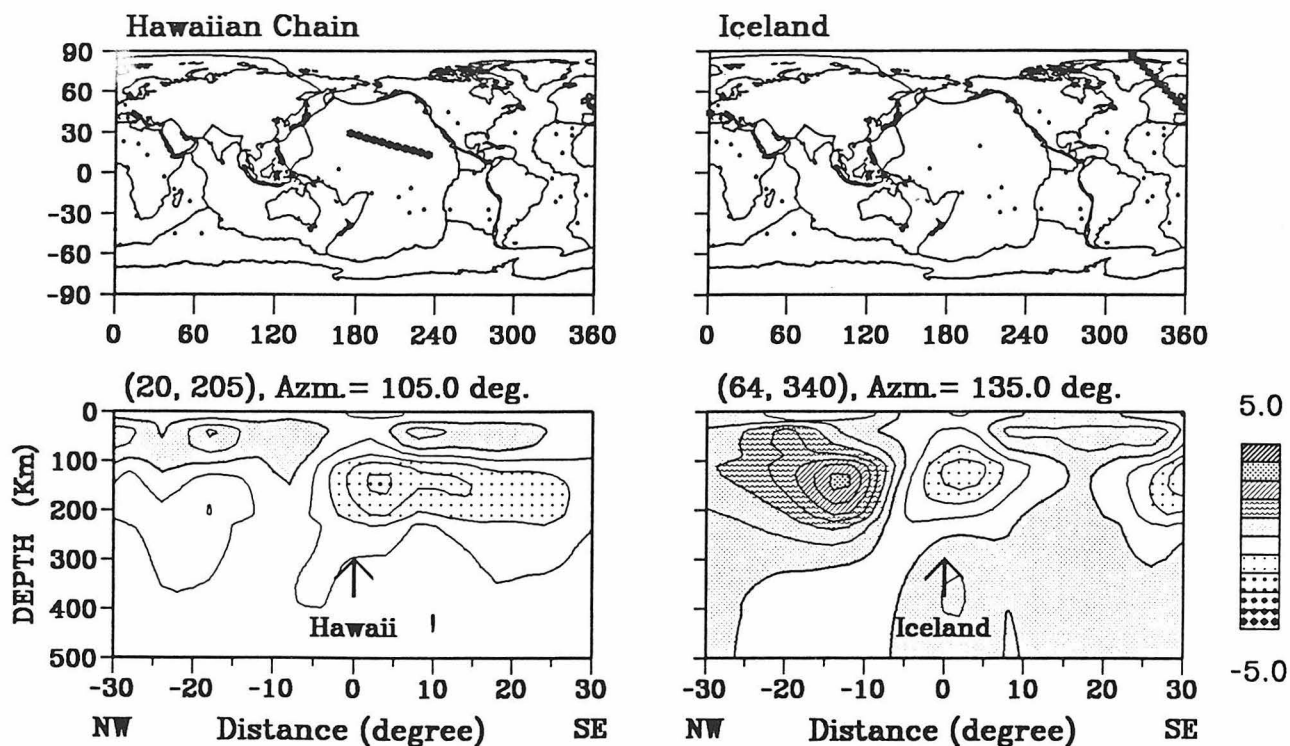 Hawaiian Chain
Iceland
90
60
30
0
-30
-60
-90
0 60 120 180 240 300 360
0 60 120 180 240 300 360
(20, 205), Azm.= 105.0 deg.
(64, 340), Azm.= 135.0 deg.
DEPTH (Km)
0
100
200
300
400
500
Hawaii
Iceland
5.0
-5.0
-30 -20 -10 0 10 20 30
-30 -20 -10 0 10 20 30
NW Distance (degree) SE
NW Distance (degree) SE